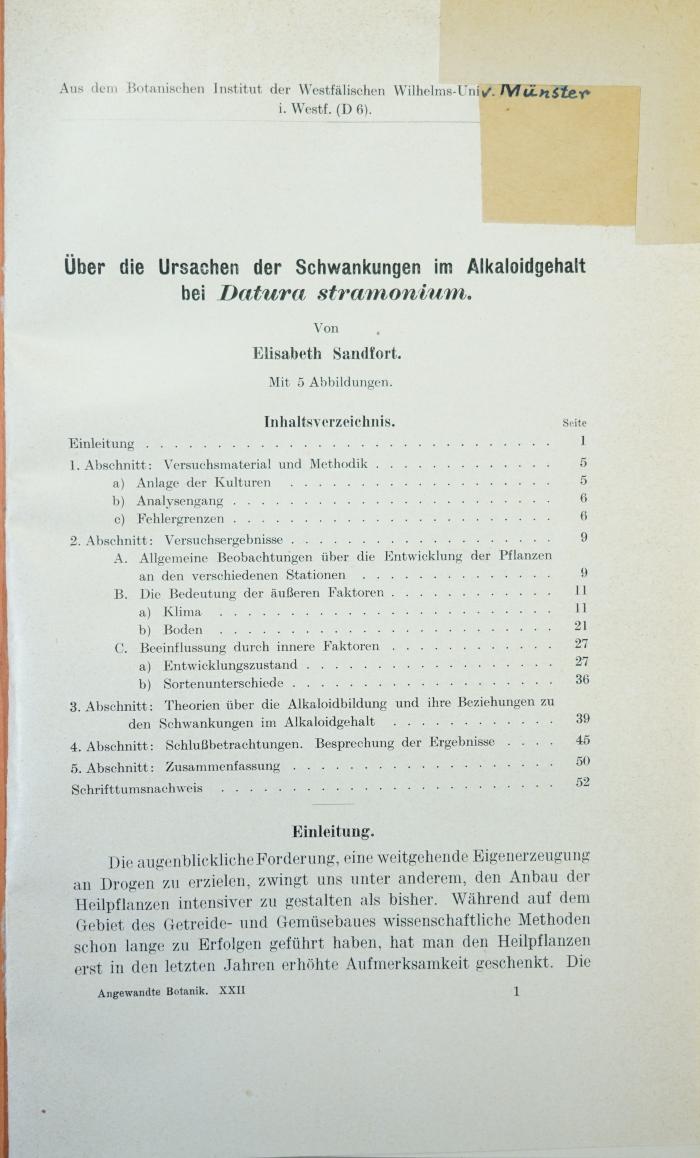 Aus dem Botanischen Institut der Westfälischen Wilhelms-Univ. Münster
i. Westf. (D 6).
Über die Ursachen der Schwankungen im Alkaloidgehalt
bei Datura stramonium.
Von
Elisabeth Sandfort.
Mit 5 Abbildungen.
Inhaltsverzeichnis. Seite
Einleitung . . . . . . . . . . . . . . . . . . . . . . . . . . . . . 1
1. Abschnitt: Versuchsmaterial und Methodik . . . . . . . . . . . . . 5
a) Anlage der Kulturen . . . . . . . . . . . . . . . . . . . 5
b) Analysengang . . . . . . . . . . . . . . . . . . . . . . . 6
c) Fehlergrenzen . . . . . . . . . . . . . . . . . . . . . . . 6
2. Abschnitt: Versuchsergebnisse . . . . . . . . . . . . . . . . . . . 9
A. Allgemeine Beobachtungen über die Entwicklung der Pflanzen
an den verschiedenen Stationen . . . . . . . . . . . . . . 9
B. Die Bedeutung der äußeren Faktoren . . . . . . . . . . . . 11
a) Klima . . . . . . . . . . . . . . . . . . . . . . . . 11
b) Boden . . . . . . . . . . . . . . . . . . . . . . . . 21
C. Beeinflussung durch innere Faktoren . . . . . . . . . . . . 27
a) Entwicklungszustand . . . . . . . . . . . . . . . . . . 27
b) Sortenunterschiede . . . . . . . . . . . . . . . . . . . 36
3. Abschnitt: Theorien über die Alkaloidbildung und ihre Beziehungen zu
den Schwankungen im Alkaloidgehalt . . . . . . . . . . . . 39
4. Abschnitt: Schlußbetrachtungen. Besprechung der Ergebnisse . . . . 45
5. Abschnitt: Zusammenfassung . . . . . . . . . . . . . . . . . . . 50
Schrifttumsnachweis . . . . . . . . . . . . . . . . . . . . . . . . 52
Einleitung.
Die augenblickliche Forderung, eine weitgehende Eigenerzeugung
an Drogen zu erzielen, zwingt uns unter anderem, den Anbau der
Heilpflanzen intensiver zu gestalten als bisher. Während auf dem
Gebiet des Getreide- und Gemüsebaues wissenschaftliche Methoden
schon lange zu Erfolgen geführt haben, hat man den Heilpflanzen
erst in den letzten Jahren erhöhte Aufmerksamkeit geschenkt. Die
Angewandte Botanik. XXII 1